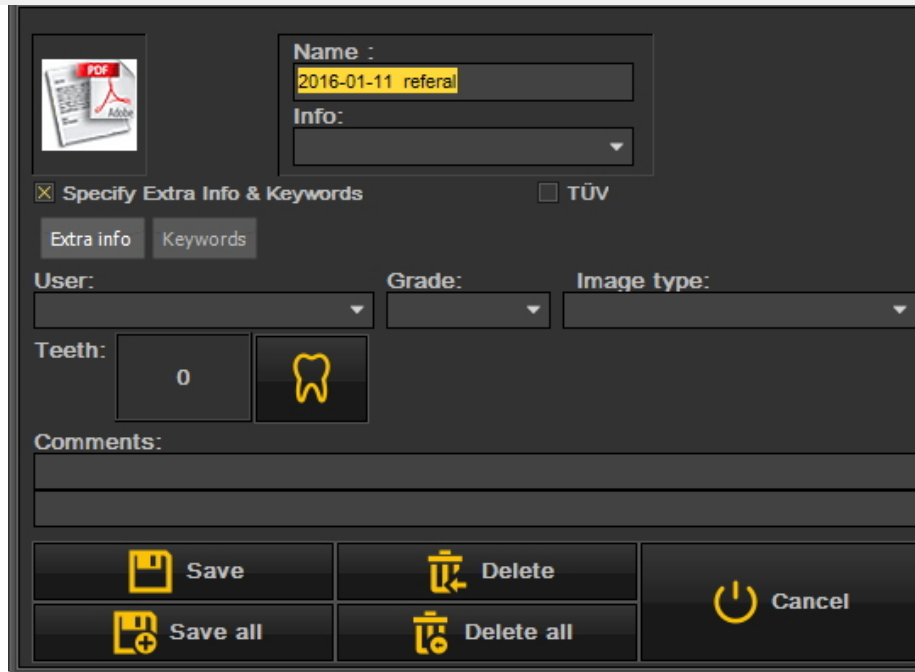 PDF
Adobe
Name :
2016-01-11 referal
Info:
Specify Extra Info & Keywords
TÜV
Extra info
Keywords
User:
Grade:
Image type:
Teeth:
0
Comments:
Save
Delete
Cancel
Save all
Delete all